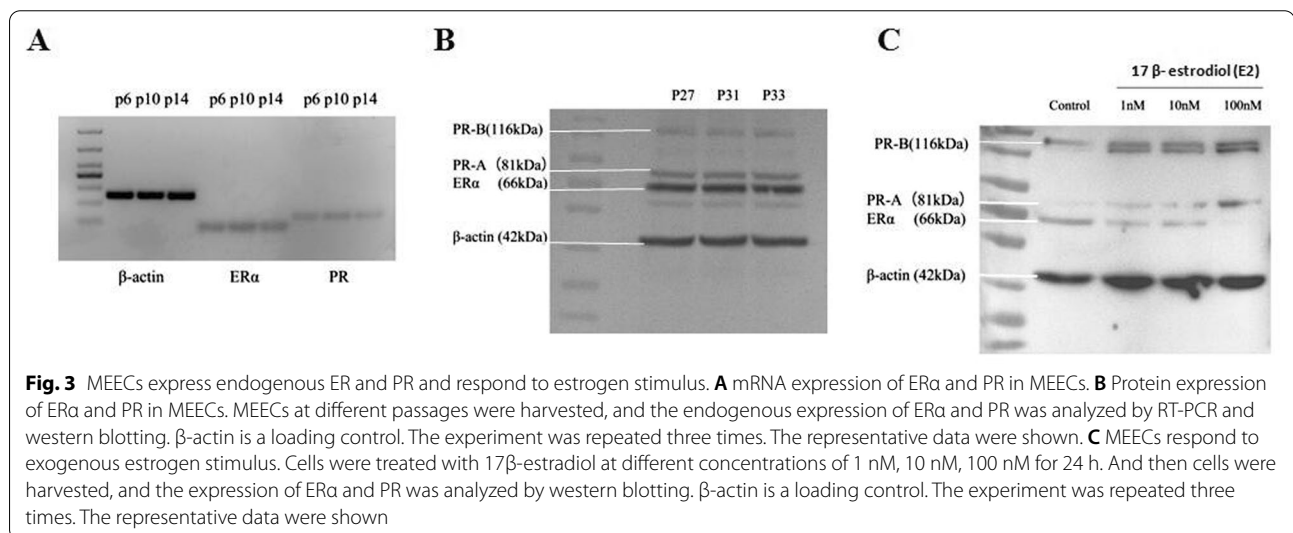 A
p6 p10 p14 p6 p10 p14 p6 p10 p14
β-actin ERα PR
B
P27 P31 P33
PR-B(116kDa)
PR-A (81kDa)
ERα (66kDa)
β-actin (42kDa)
C
17 β-estrodiol (E2)
Control 1nM 10nM 100nM
PR-B(116kDa)
PR-A (81kDa)
ERα (66kDa)
β-actin (42kDa)
Fig. 3 MEECs express endogenous ER and PR and respond to estrogen stimulus. A mRNA expression of ERα and PR in MEECs. B Protein expression
of ERα and PR in MEECs. MEECs at different passages were harvested, and the endogenous expression of ERα and PR was analyzed by RT-PCR and
western blotting. β-actin is a loading control. The experiment was repeated three times. The representative data were shown. C MEECs respond to
exogenous estrogen stimulus. Cells were treated with 17β-estradiol at different concentrations of 1 nM, 10 nM, 100 nM for 24 h. And then cells were
harvested, and the expression of ERα and PR was analyzed by western blotting. β-actin is a loading control. The experiment was repeated three
times. The representative data were shown